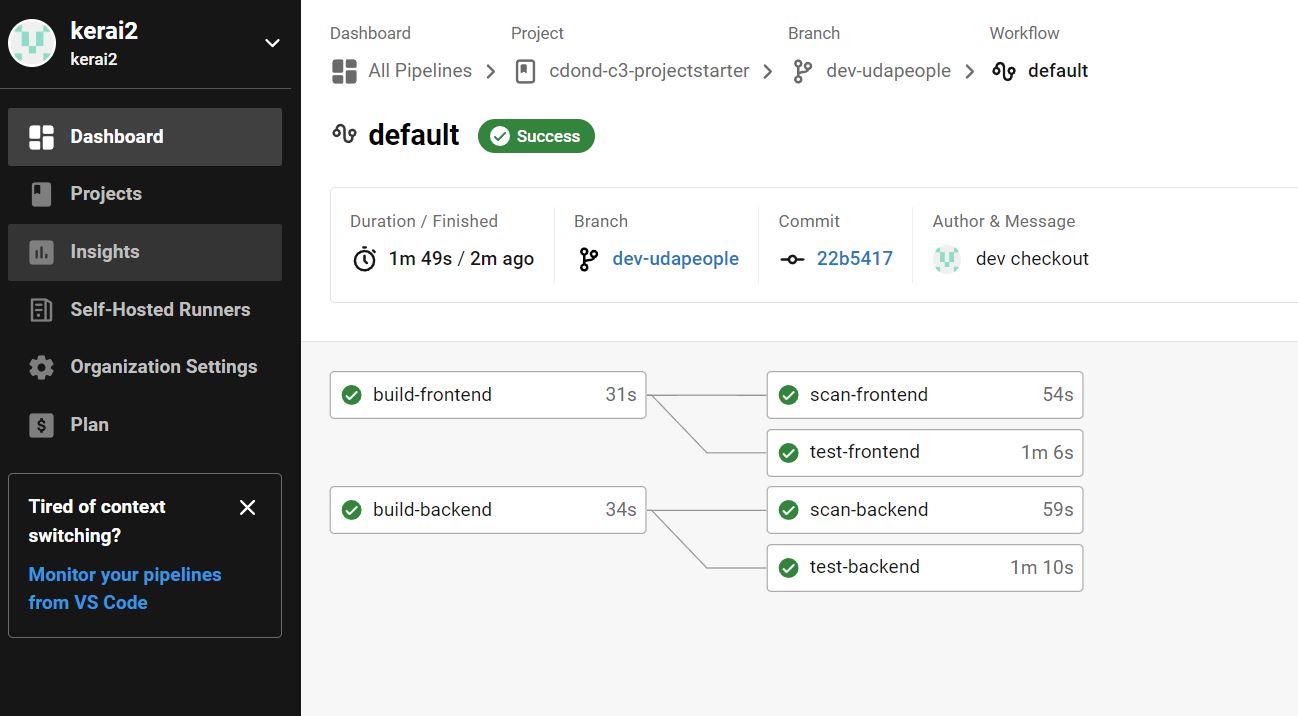 kerai2
kerai2
Dashboard
Projects
Insights
Self-Hosted Runners
Organization Settings
Plan
Tired of context
switching?
Monitor your pipelines
from VS Code
Dashboard Project Branch Workflow
All Pipelines cdond-c3-projectstarter dev-udapeople default
default Success
Duration / Finished Branch Commit Author & Message
1m 49s / 2m ago dev-udapeople 22b5417 dev checkout
build-frontend 31s scan-frontend 54s
test-frontend 1m 6s
build-backend 34s scan-backend 59s
test-backend 1m 10s